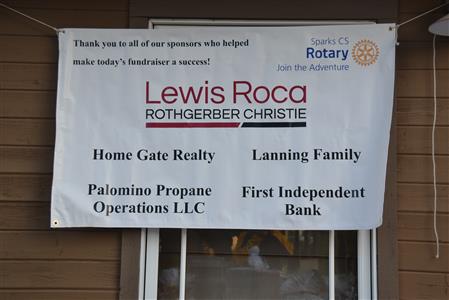 Thank you to all of our sponsors who helped
make today's fundraiser a success!
Sparks CS
Rotary
Join the Adventure
Lewis Roca
ROTHGERBER CHRISTIE
Home Gate Realty
Lanning Family
Palomino Propane
Operations LLC
First Independent
Bank